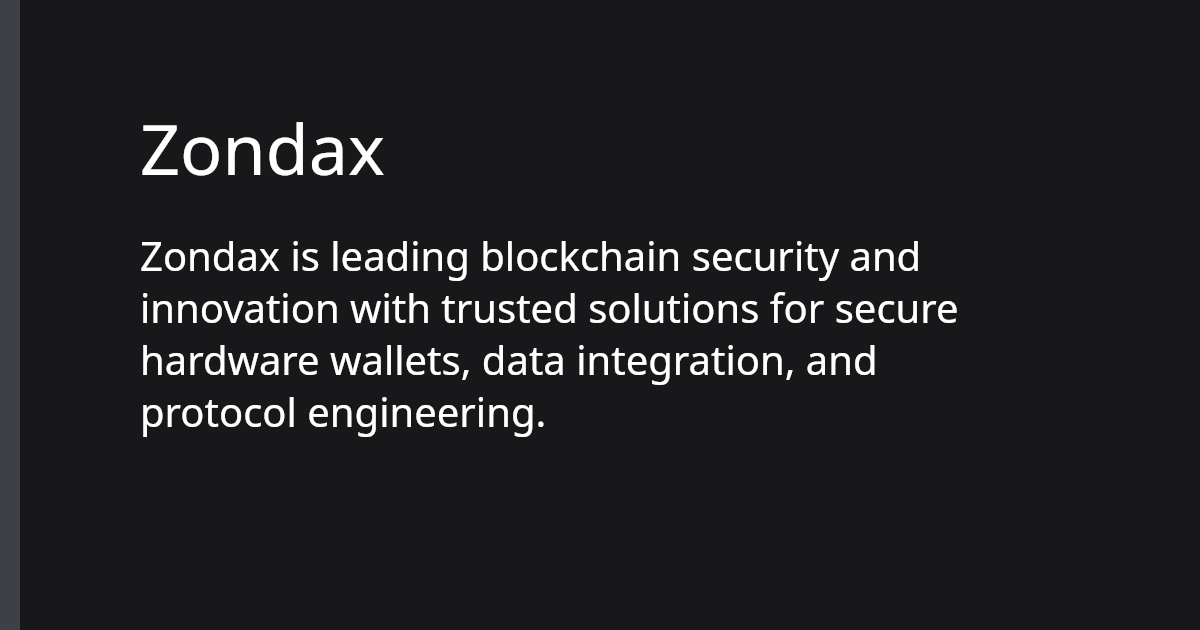 Zondax
Zondax is leading blockchain security and
innovation with trusted solutions for secure
hardware wallets, data integration, and
protocol engineering.